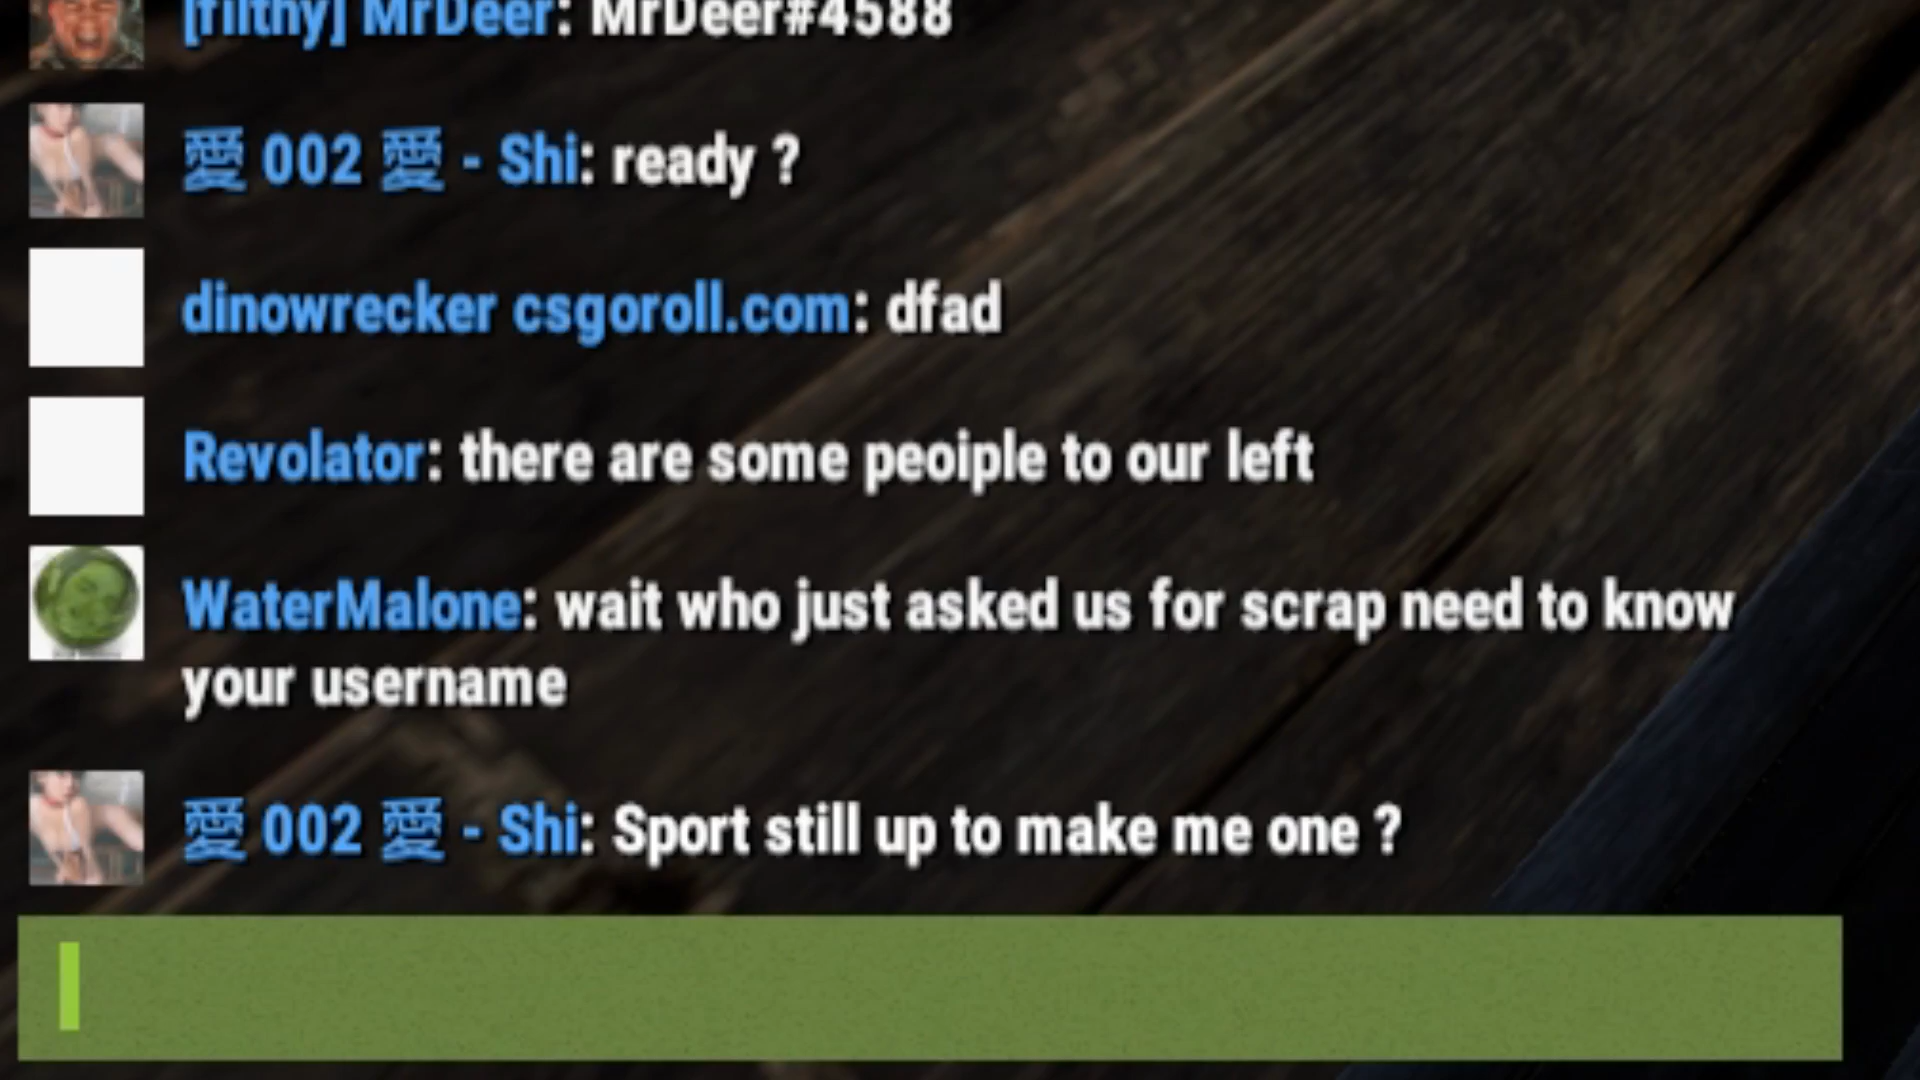 [filthy] MrDeer: MrDeer#4588
愛 002 愛 - Shi: ready ?
dinowrecker csgoroll.com: dfad
Revolator: there are some peoiple to our left
WaterMalone: wait who just asked us for scrap need to know
your username
愛 002 愛 - Shi: Sport still up to make me one ?